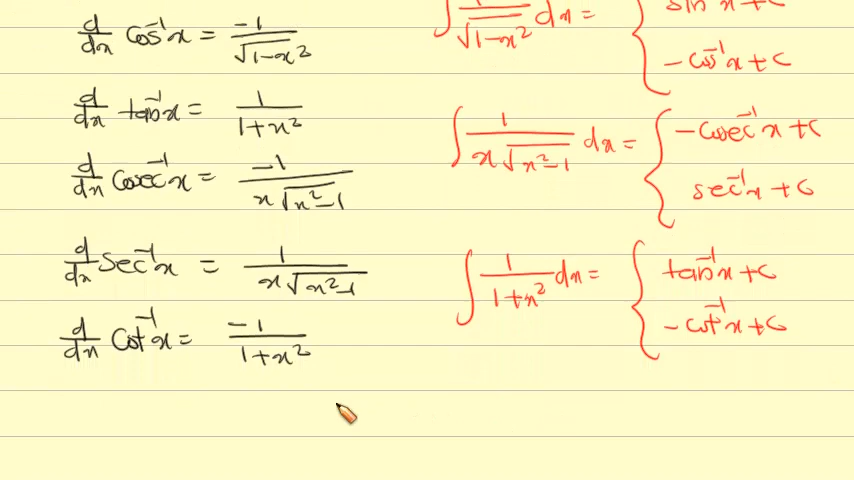 d/dx Cos⁻¹x = -1/√(1-x²)
d/dx tan⁻¹x = 1/(1+x²)
d/dx Cosec⁻¹x = -1/(x√(x²-1))
d/dx Sec⁻¹x = 1/(x√(x²-1))
d/dx Cot⁻¹x = -1/(1+x²)
∫ 1/√(1-x²) dx = { sin⁻¹x + C
-cos⁻¹x + C
∫ 1/(x√(x²-1)) dx = { -cosec⁻¹x + C
sec⁻¹x + C
∫ 1/(1+x²) dx = { tan⁻¹x + C
-cot⁻¹x + C